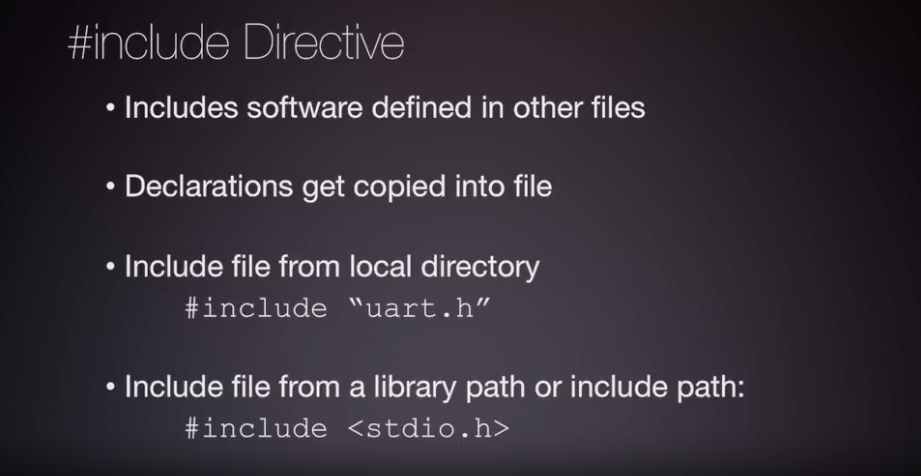 #include Directive
• Includes software defined in other files
• Declarations get copied into file
• Include file from local directory
#include “uart.h”
• Include file from a library path or include path:
#include <stdio.h>